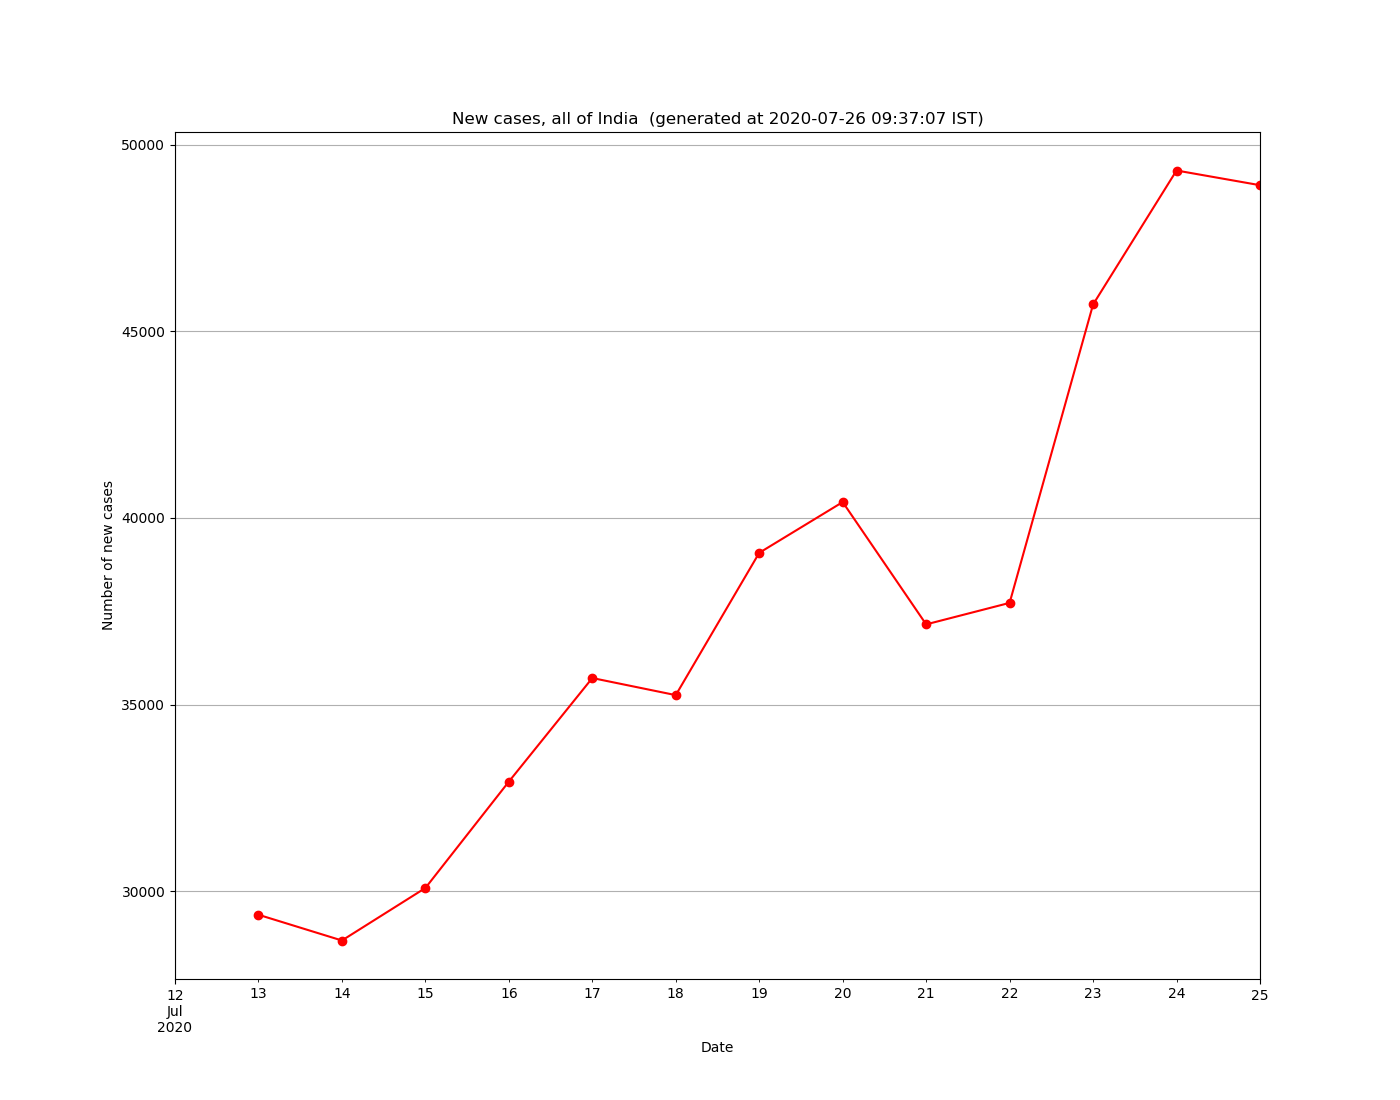 New cases, all of India  (generated at 2020-07-26 09:37:07 IST)
50000
45000
40000
35000
30000
Number of new cases
12 13 14 15 16 17 18 19 20 21 22 23 24 25
Jul
2020
Date